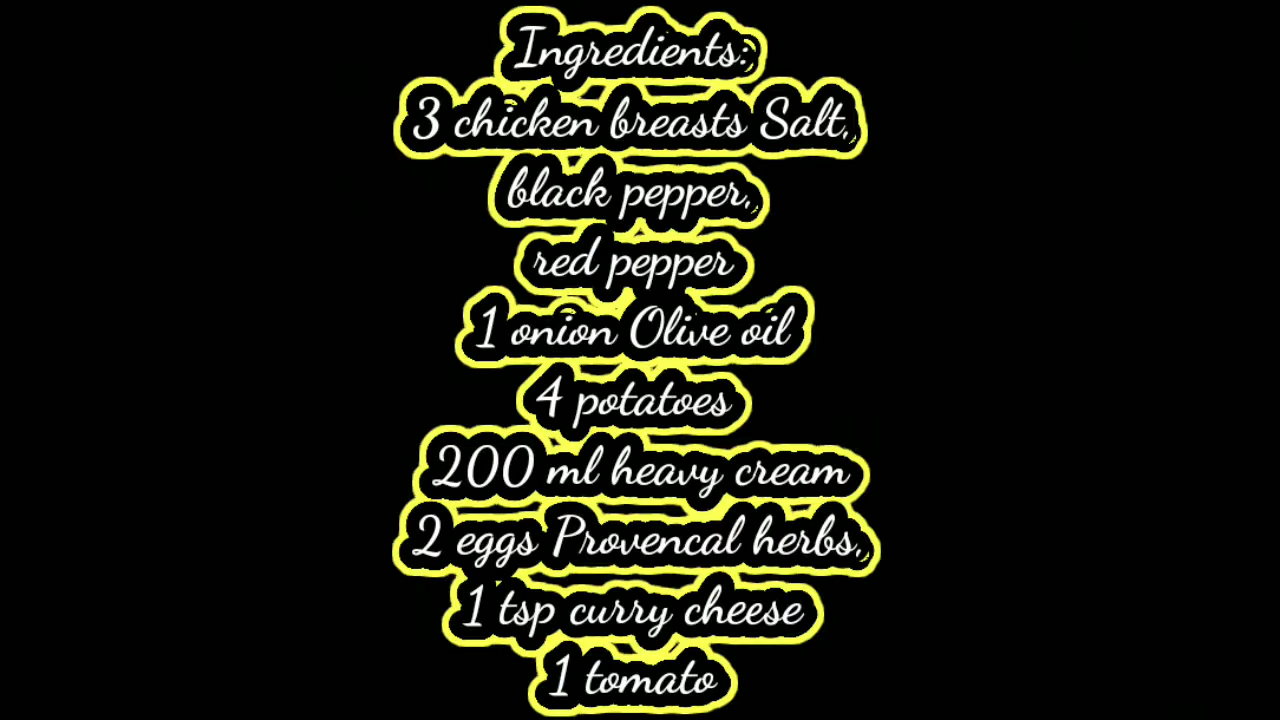 Ingredients:
3 chicken breasts Salt,
black pepper,
red pepper
1 onion Olive oil
4 potatoes
200 ml heavy cream
2 eggs Provencal herbs,
1 tsp curry cheese
1 tomato